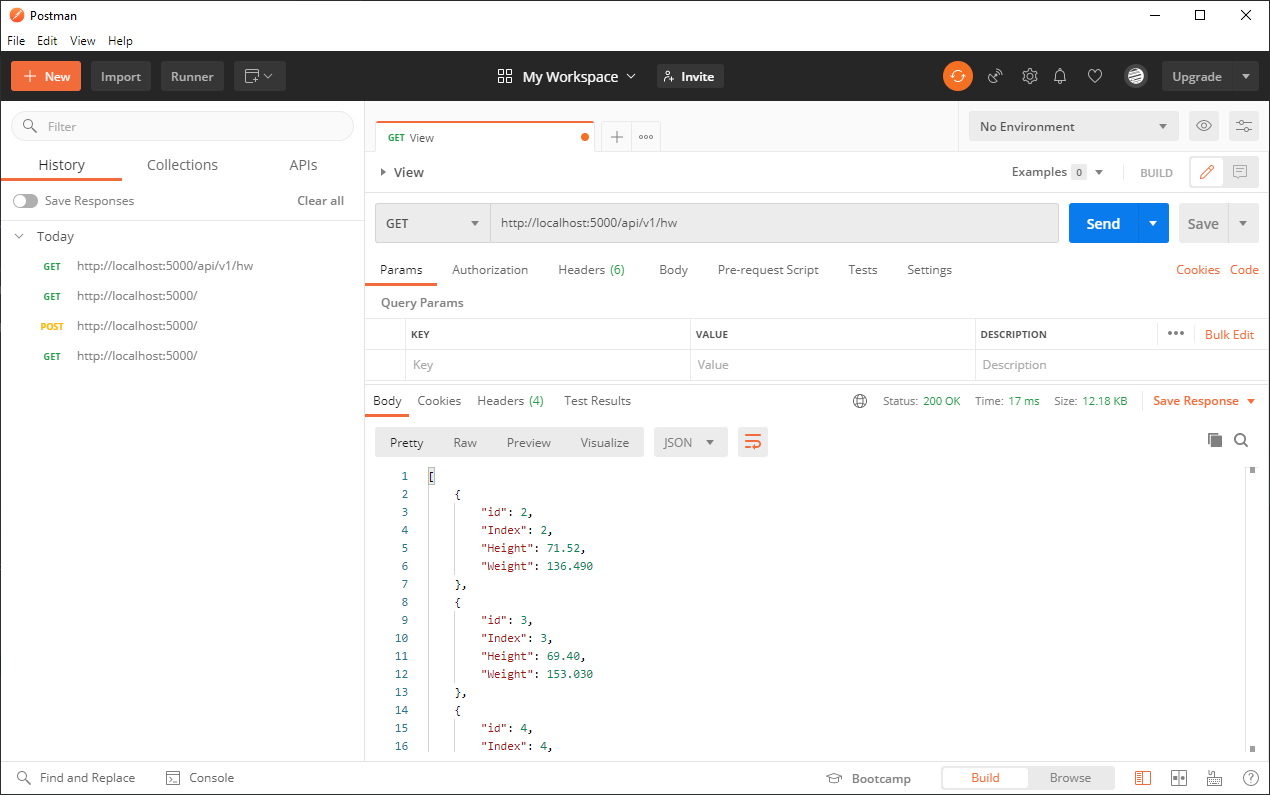 Postman
File Edit View Help
New Import Runner My Workspace Invite Upgrade
Filter
History Collections APIs
Save Responses Clear all
Today
GET http://localhost:5000/api/v1/hw
GET http://localhost:5000/
POST http://localhost:5000/
GET http://localhost:5000/
GET View
No Environment
View Examples 0 BUILD
GET http://localhost:5000/api/v1/hw Send Save
Params Authorization Headers (6) Body Pre-request Script Tests Settings Cookies Code
Query Params
KEY VALUE DESCRIPTION Bulk Edit
Key Value Description
Body Cookies Headers (4) Test Results Status: 200 OK Time: 17 ms Size: 12.18 KB Save Response
Pretty Raw Preview Visualize JSON
1 [
2 {
3 "id": 2,
4 "Index": 2,
5 "Height": 71.52,
6 "Weight": 136.490
7 },
8 {
9 "id": 3,
10 "Index": 3,
11 "Height": 69.40,
12 "Weight": 153.030
13 },
14 {
15 "id": 4,
16 "Index": 4,
Find and Replace Console Bootcamp Build Browse